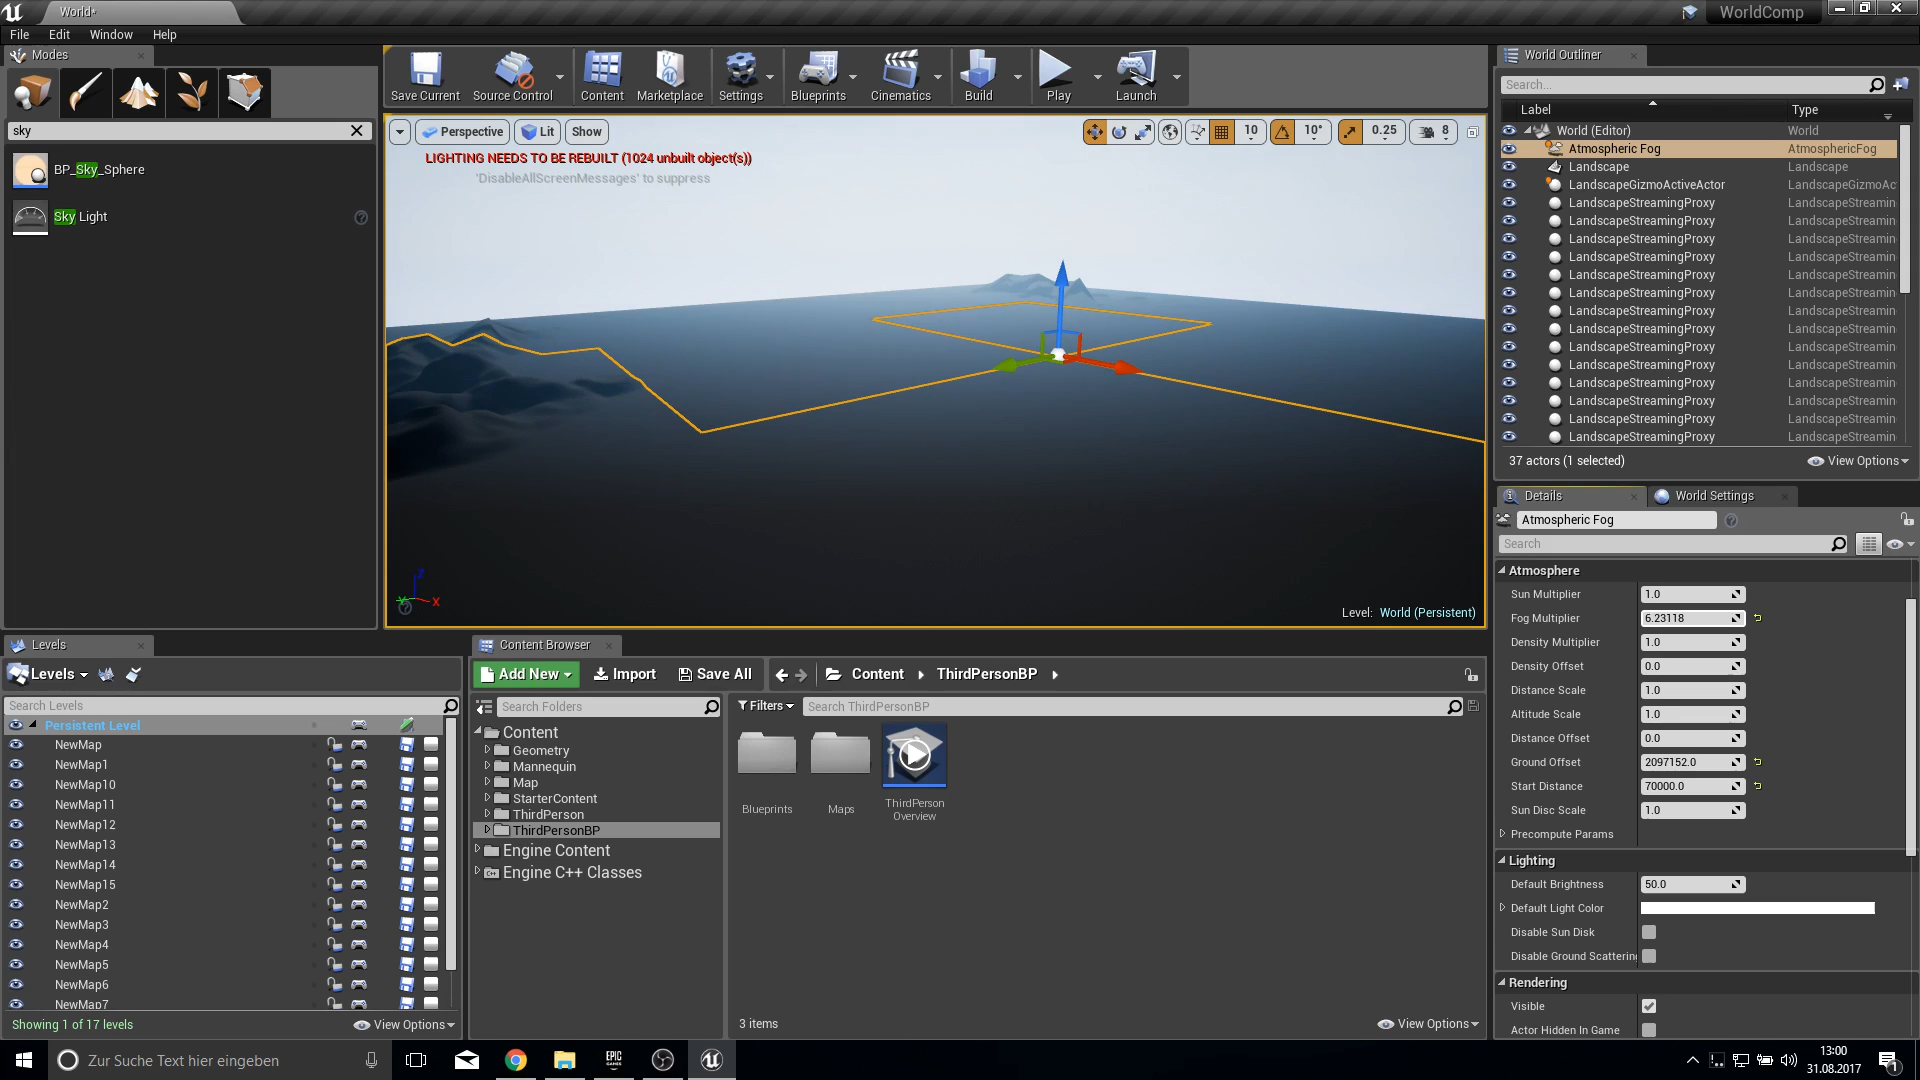 World*
WorldComp
File Edit Window Help
Modes
sky
BP_Sky_Sphere
Sky Light
Save Current Source Control Content Marketplace Settings Blueprints Cinematics Build Play Launch
Perspective Lit Show 10 10° 0.25 8
LIGHTING NEEDS TO BE REBUILT (1024 unbuilt object(s))
'DisableAllScreenMessages' to suppress
Z
X
Y
Level: World (Persistent)
World Outliner
Search...
Label Type
World (Editor) World
Atmospheric Fog AtmosphericFog
Landscape Landscape
LandscapeGizmoActiveActor LandscapeGizmoAc
LandscapeStreamingProxy LandscapeStreamin
LandscapeStreamingProxy LandscapeStreamin
LandscapeStreamingProxy LandscapeStreamin
LandscapeStreamingProxy LandscapeStreamin
LandscapeStreamingProxy LandscapeStreamin
LandscapeStreamingProxy LandscapeStreamin
LandscapeStreamingProxy LandscapeStreamin
LandscapeStreamingProxy LandscapeStreamin
LandscapeStreamingProxy LandscapeStreamin
LandscapeStreamingProxy LandscapeStreamin
LandscapeStreamingProxy LandscapeStreamin
LandscapeStreamingProxy LandscapeStreamin
LandscapeStreamingProxy LandscapeStreamin
LandscapeStreamingProxy LandscapeStreamin
37 actors (1 selected) View Options
Details World Settings
Atmospheric Fog
Search
Atmosphere
Sun Multiplier 1.0
Fog Multiplier 6.23118
Density Multiplier 1.0
Density Offset 0.0
Distance Scale 1.0
Altitude Scale 1.0
Distance Offset 0.0
Ground Offset 2097152.0
Start Distance 70000.0
Sun Disc Scale 1.0
Precompute Params
Lighting
Default Brightness 50.0
Default Light Color
Disable Sun Disk
Disable Ground Scattering
Rendering
Visible
Actor Hidden In Game
Levels
Levels
Search Levels
Persistent Level
NewMap
NewMap1
NewMap10
NewMap11
NewMap12
NewMap13
NewMap14
NewMap15
NewMap2
NewMap3
NewMap4
NewMap5
NewMap6
NewMap7
Showing 1 of 17 levels View Options
Content Browser
Add New Import Save All Content ThirdPersonBP
Search Folders
Filters Search ThirdPersonBP
Content
Geometry
Mannequin
Map
StarterContent
ThirdPerson
ThirdPersonBP
Engine Content
Engine C++ Classes
Blueprints
Maps
ThirdPerson
Overview
3 items View Options
Zur Suche Text hier eingeben
EPIC
GAMES
13:00
31.08.2017
1